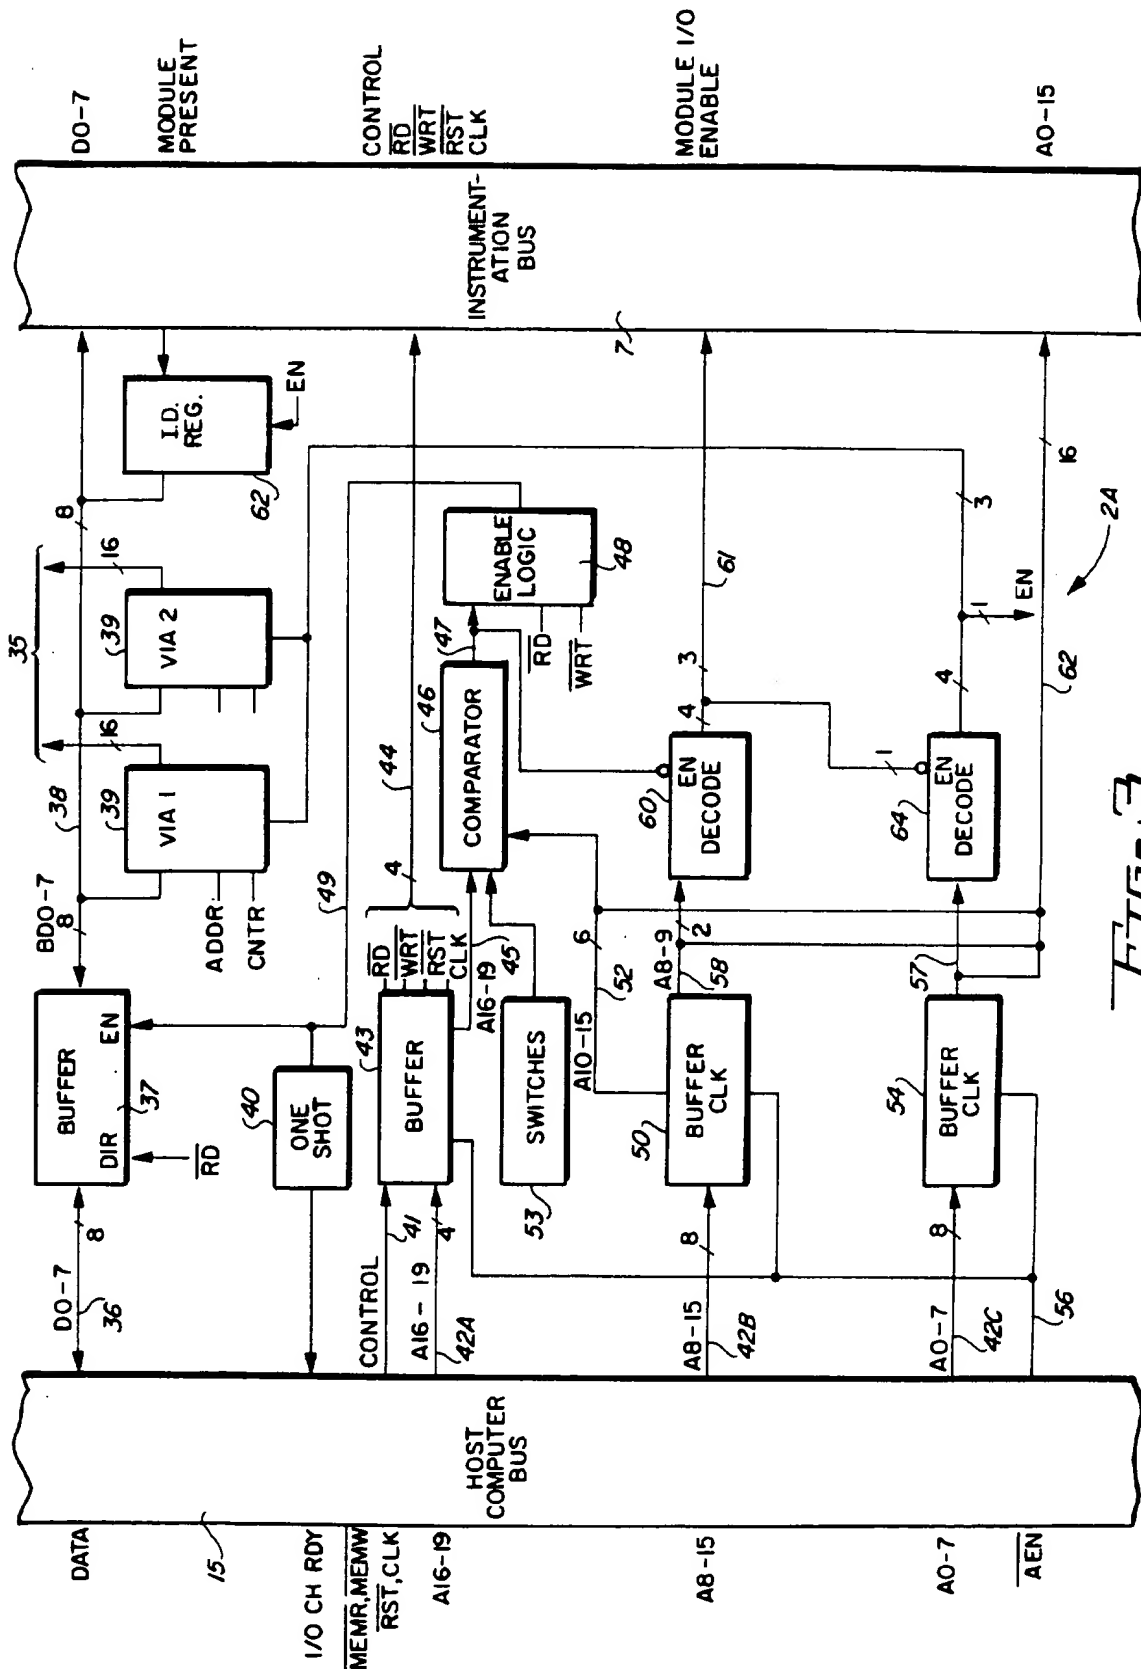 DATA
15
I/O CH RDY
MEMR, MEMW
RST, CLK
A16-19
A8-15
A0-7
AEN
HOST
COMPUTER
BUS
D0-7
36
8
CONTROL
41
A16-19
42A
4
A8-15
42B
8
A0-7
42C
8
56
BUFFER
DIR
EN
37
RD
ONE
SHOT
40
BUFFER
43
RD
WRT
RST
CLK
A16-19
45
SWITCHES
53
BUFFER
CLK
50
BUFFER
CLK
54
BD0-7
8
38
ADDR
CNTR
VIA 1
39
16
VIA 2
39
16
35
8
49
44
4
COMPARATOR
46
47
A10-15
52
6
A8-9
58
2
57
ENABLE
LOGIC
48
RD
WRT
EN
DECODE
60
4
3
61
1
EN
DECODE
64
4
3
1
EN
62
16
I.D.
REG.
62
EN
INSTRUMENT-
ATION
BUS
7
D0-7
MODULE
PRESENT
CONTROL
RD
WRT
RST
CLK
MODULE I/O
ENABLE
A0-15
2A
FIG. 3